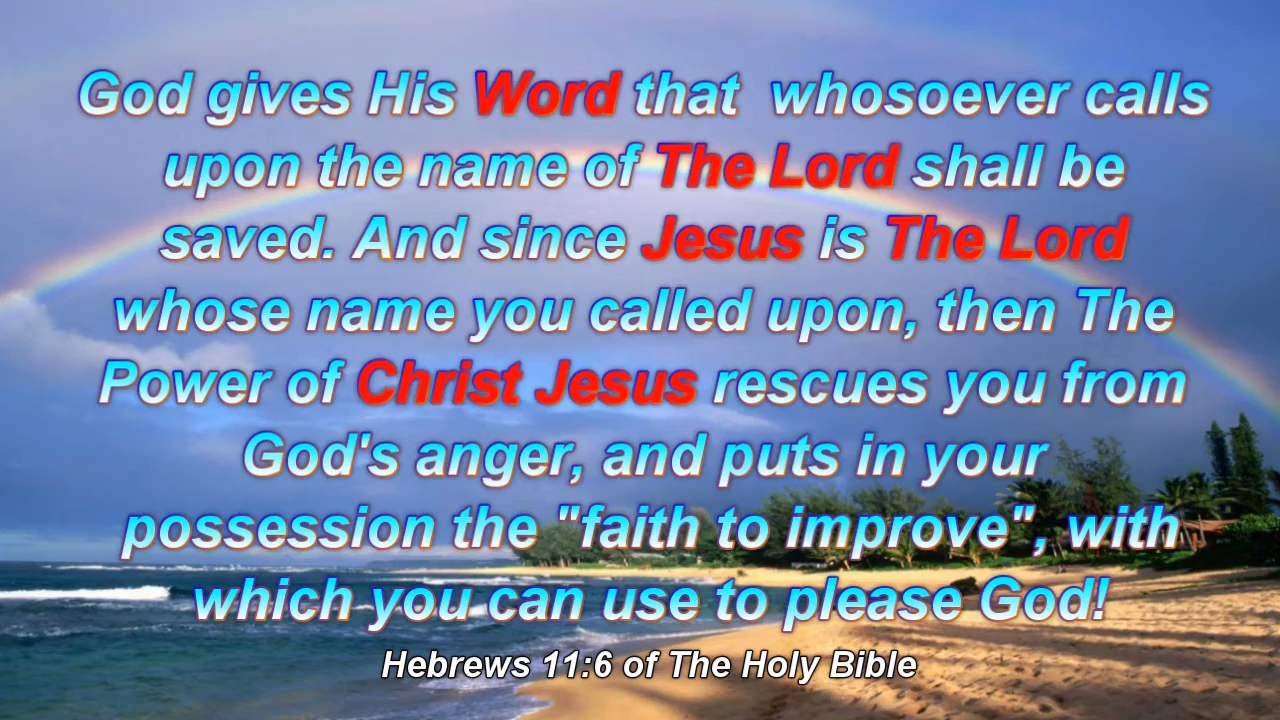 God gives His Word that  whosoever calls
upon the name of The Lord shall be
saved. And since Jesus is The Lord
whose name you called upon, then The
Power of Christ Jesus rescues you from
God's anger, and puts in your
possession the "faith to improve", with
which you can use to please God!
Hebrews 11:6 of The Holy Bible